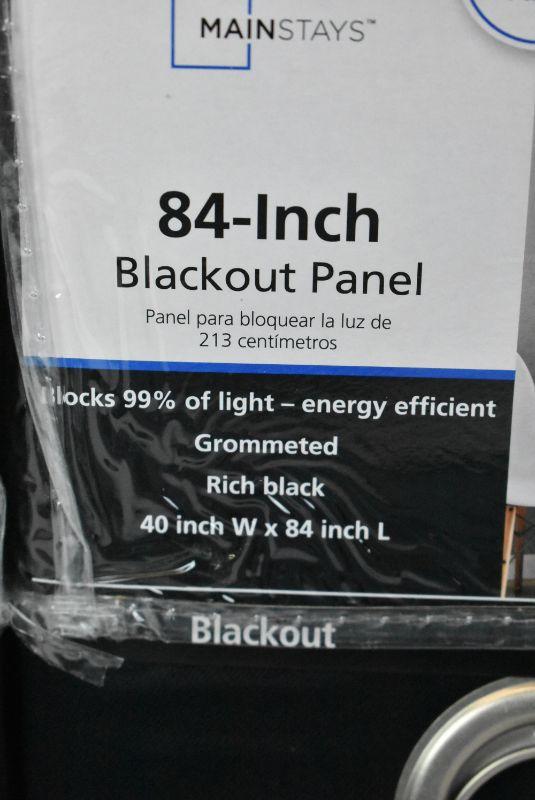 MAINSTAYS™
84-Inch
Blackout Panel
Panel para bloquear la luz de
213 centímetros
Blocks 99% of light – energy efficient
Grommeted
Rich black
40 inch W x 84 inch L
Blackout